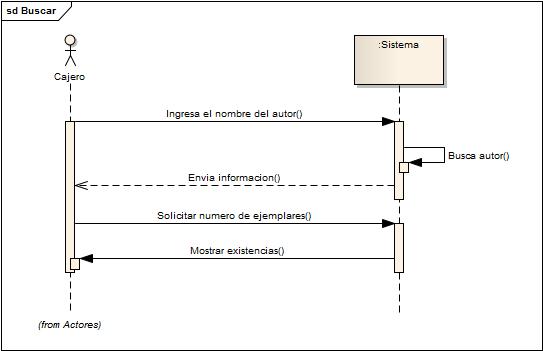 sd Buscar
Cajero
:Sistema
Ingresa el nombre del autor()
Busca autor()
Envia informacion()
Solicitar numero de ejemplares()
Mostrar existencias()
(from Actores)